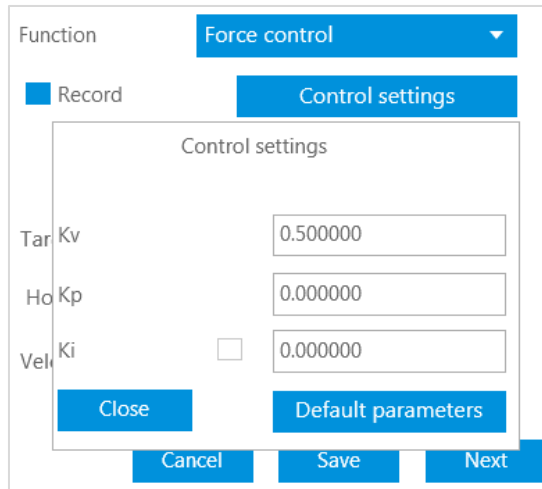 Function
Force control
Record
Control settings
Control settings
Kv
0.500000
Kp
0.000000
Ki
0.000000
Close
Default parameters
Cancel
Save
Next